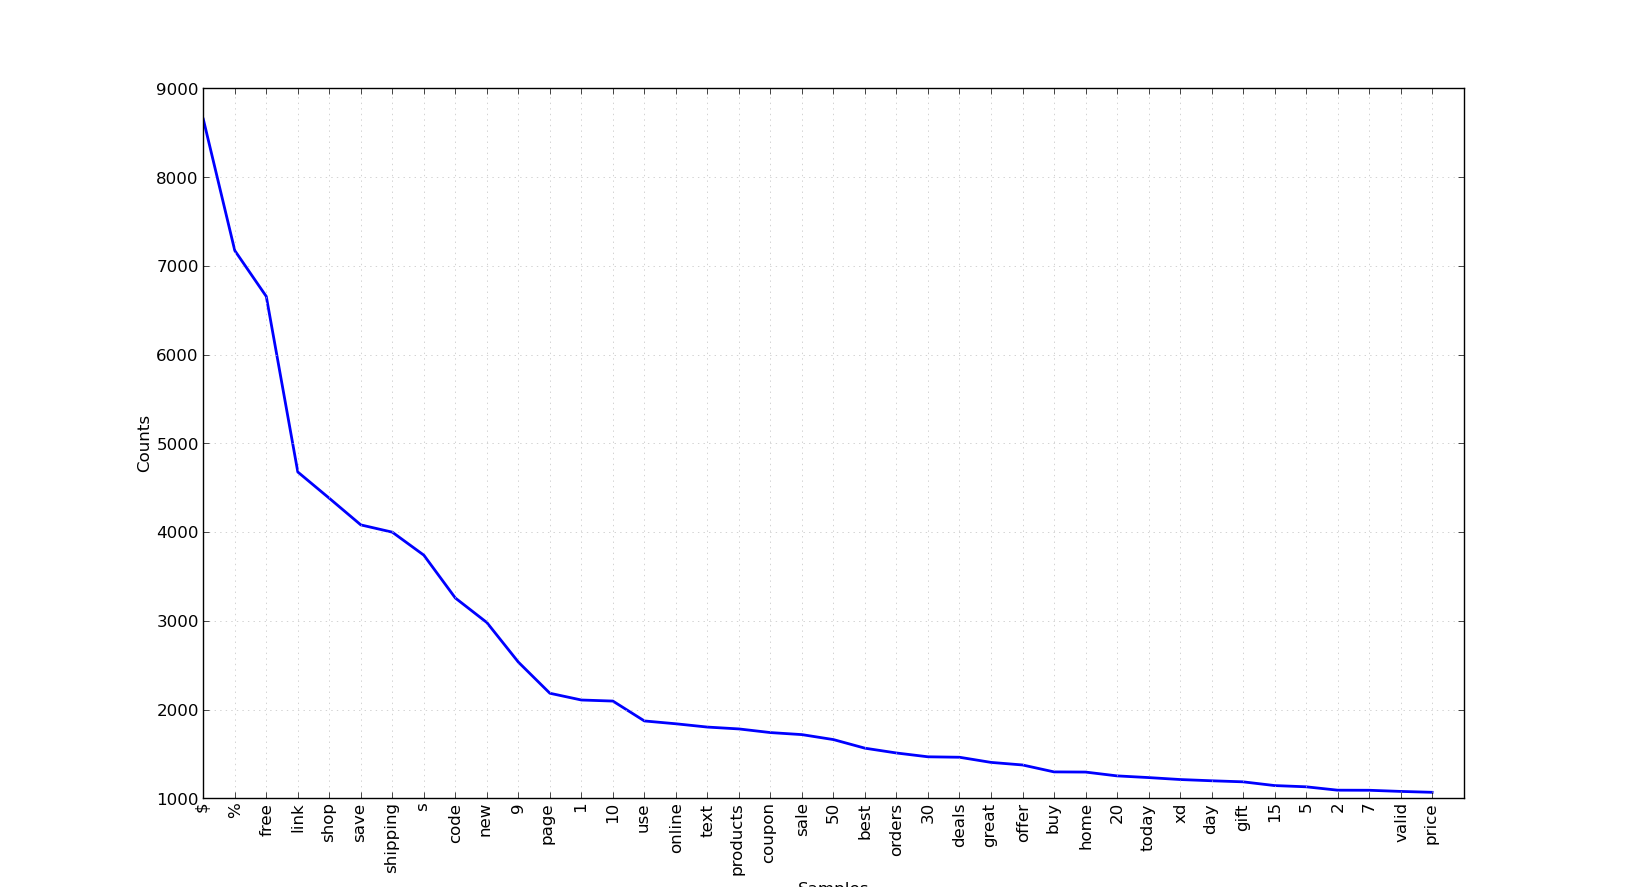 9000
8000
7000
6000
5000
4000
3000
2000
1000
Counts
$
%
free
link
shop
save
shipping
s
code
new
9
page
1
10
use
online
text
products
coupon
sale
50
best
orders
30
deals
great
offer
buy
home
20
today
xd
day
gift
15
5
2
7
valid
price
Samples